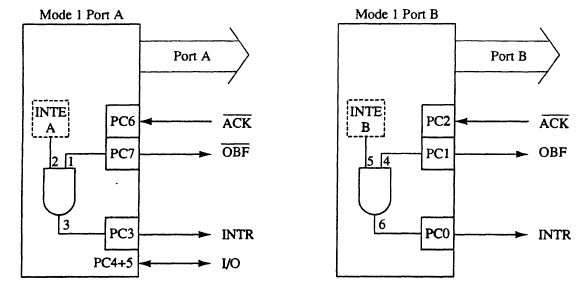 Mode 1 Port A
Port A
INTE
A
PC6
ACK
PC7
OBF
2
1
3
PC3
INTR
PC4+5
I/O
Mode 1 Port B
Port B
INTE
B
PC2
ACK
PC1
OBF
5
4
6
PC0
INTR